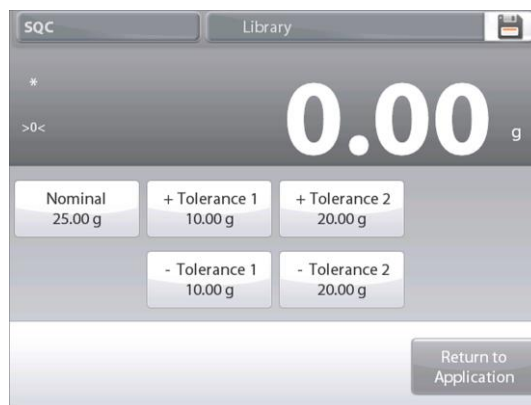 SQC
Library
*
>0<
0.00 g
Nominal
25.00 g
+ Tolerance 1
10.00 g
+ Tolerance 2
20.00 g
- Tolerance 1
10.00 g
- Tolerance 2
20.00 g
Return to
Application